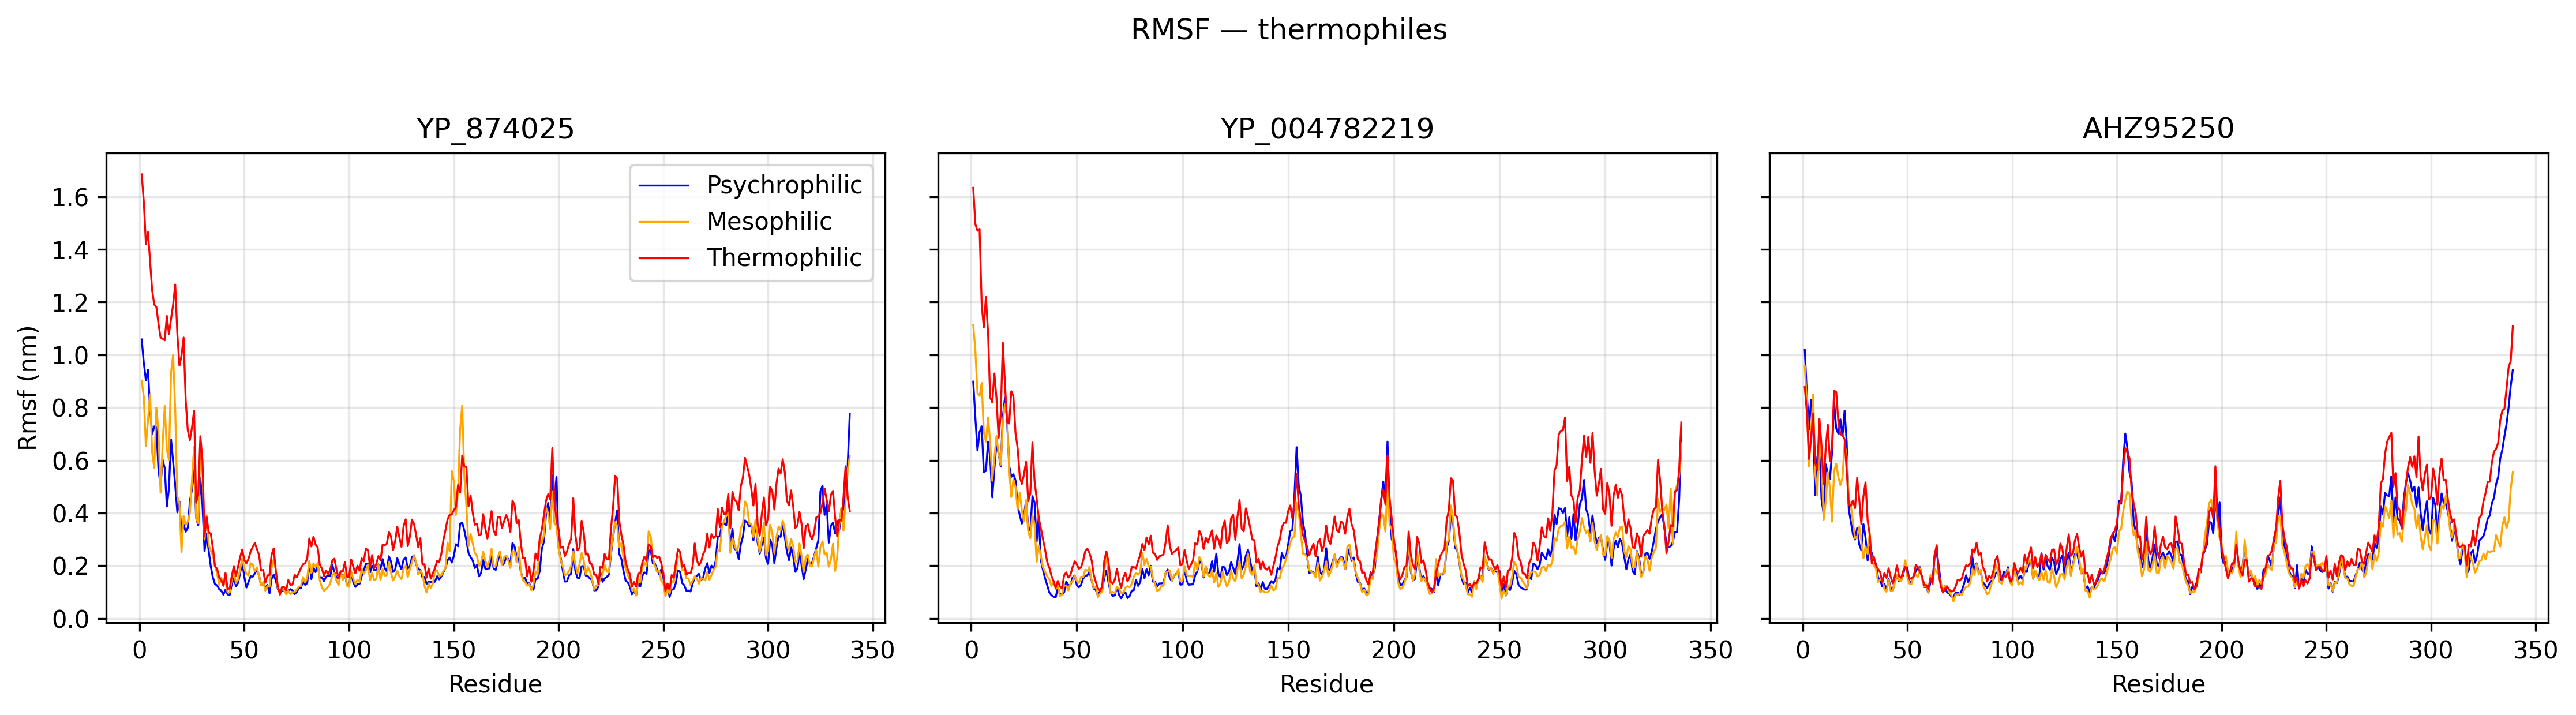 RMSF — thermophiles
YP_874025
YP_004782219
AHZ95250
Psychrophilic
Mesophilic
Thermophilic
Rmsf (nm)
1.6
1.4
1.2
1.0
0.8
0.6
0.4
0.2
0.0
0 50 100 150 200 250 300 350
0 50 100 150 200 250 300 350
0 50 100 150 200 250 300 350
Residue
Residue
Residue